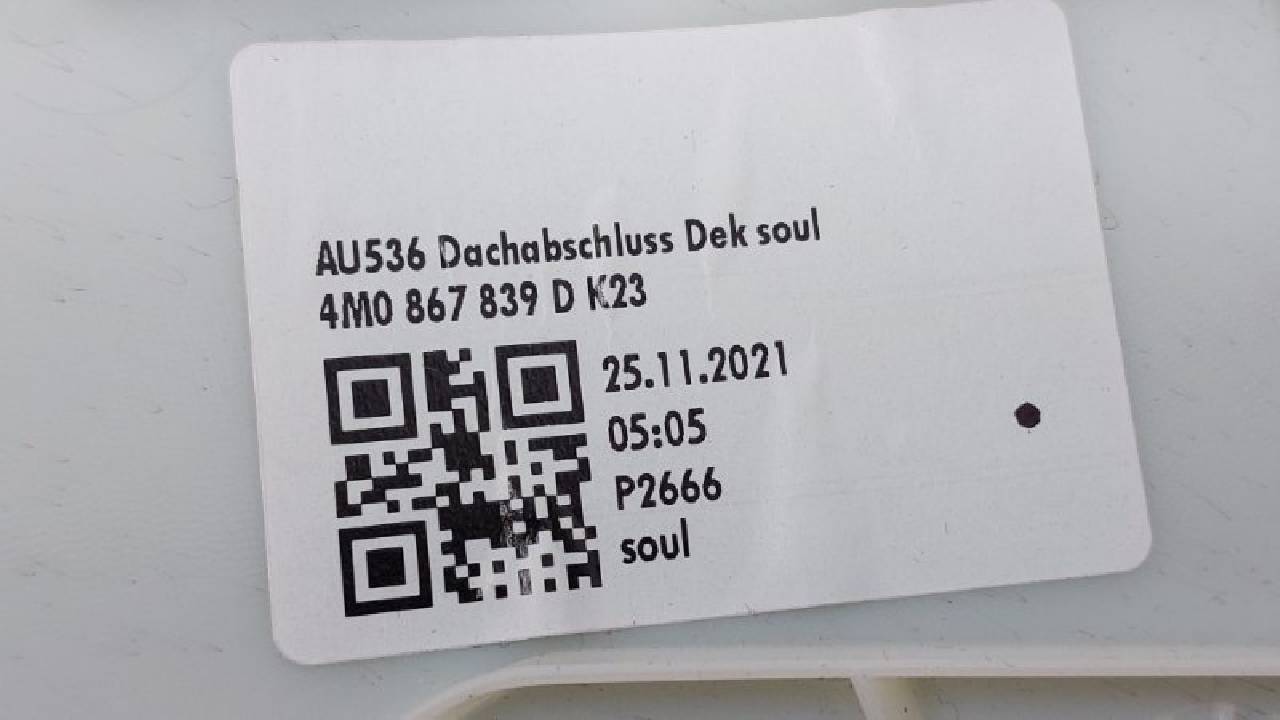 AU536 Dachabschluss Dek soul
4M0 867 839 D K23
25.11.2021
05:05
P2666
soul